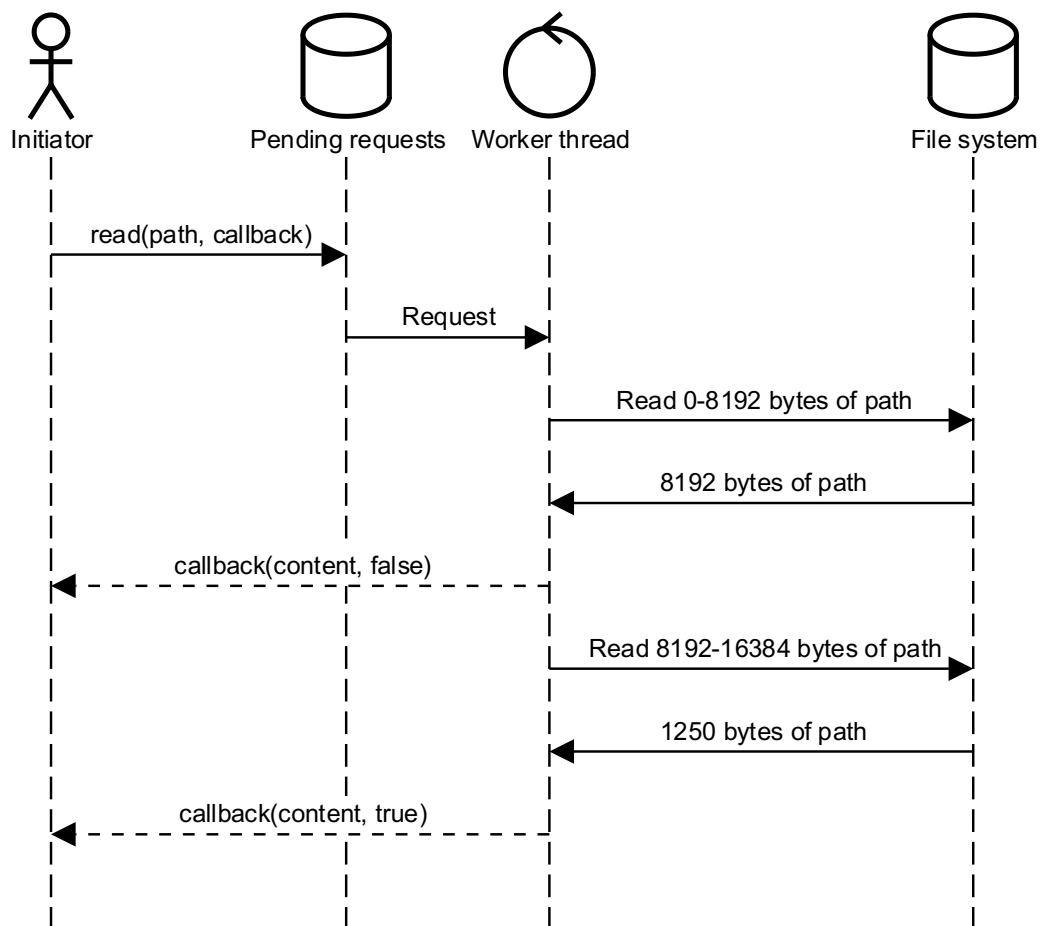 Initiator
Pending requests
Worker thread
File system
read(path, callback)
Request
Read 0-8192 bytes of path
8192 bytes of path
callback(content, false)
Read 8192-16384 bytes of path
1250 bytes of path
callback(content, true)